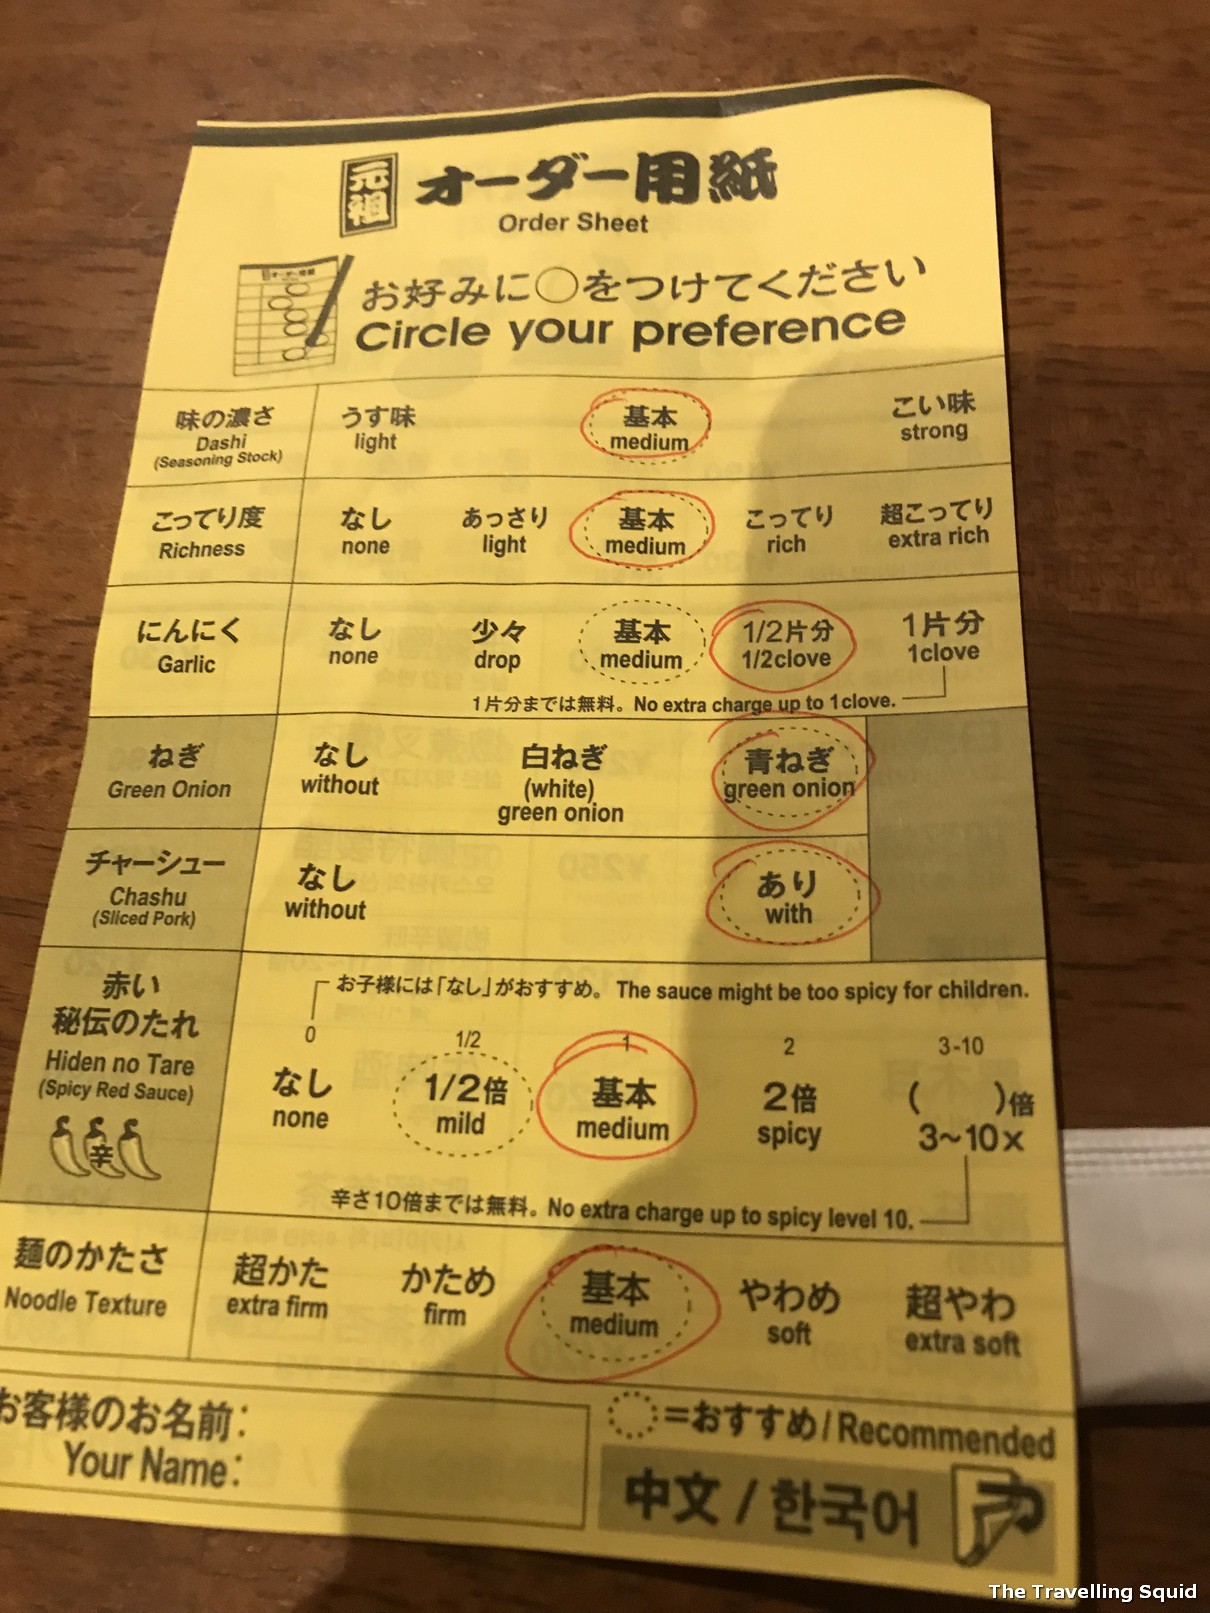 元祖 オーダー用紙
Order Sheet
お好みに○をつけてください
Circle your preference
味の濃さ うす味 基本 こい味
Dashi light medium strong
(Seasoning Stock)
こってり度 なし あっさり 基本 こってり 超こってり
Richness none light medium rich extra rich
にんにく なし 少々 基本 1/2片分 1片分
Garlic none drop medium 1/2clove 1clove
1片分までは無料。No extra charge up to 1clove.
ねぎ なし 白ねぎ 青ねぎ
Green Onion without (white) green onion
green onion
チャーシュー なし あり
Chashu without with
(Sliced Pork)
お子様には「なし」がおすすめ。 The sauce might be too spicy for children.
赤い 0 1/2 1 2 3-10
秘伝のたれ なし 1/2倍 基本 2倍 ( )倍
Hiden no Tare none mild medium spicy 3~10x
(Spicy Red Sauce)
辛
辛さ10倍までは無料。No extra charge up to spicy level 10.
麺のかたさ 超かた かため 基本 やわめ 超やわ
Noodle Texture extra firm firm medium soft extra soft
お客様のお名前:
Your Name:
=おすすめ/Recommended
中文 / 한국어
The Travelling Squid